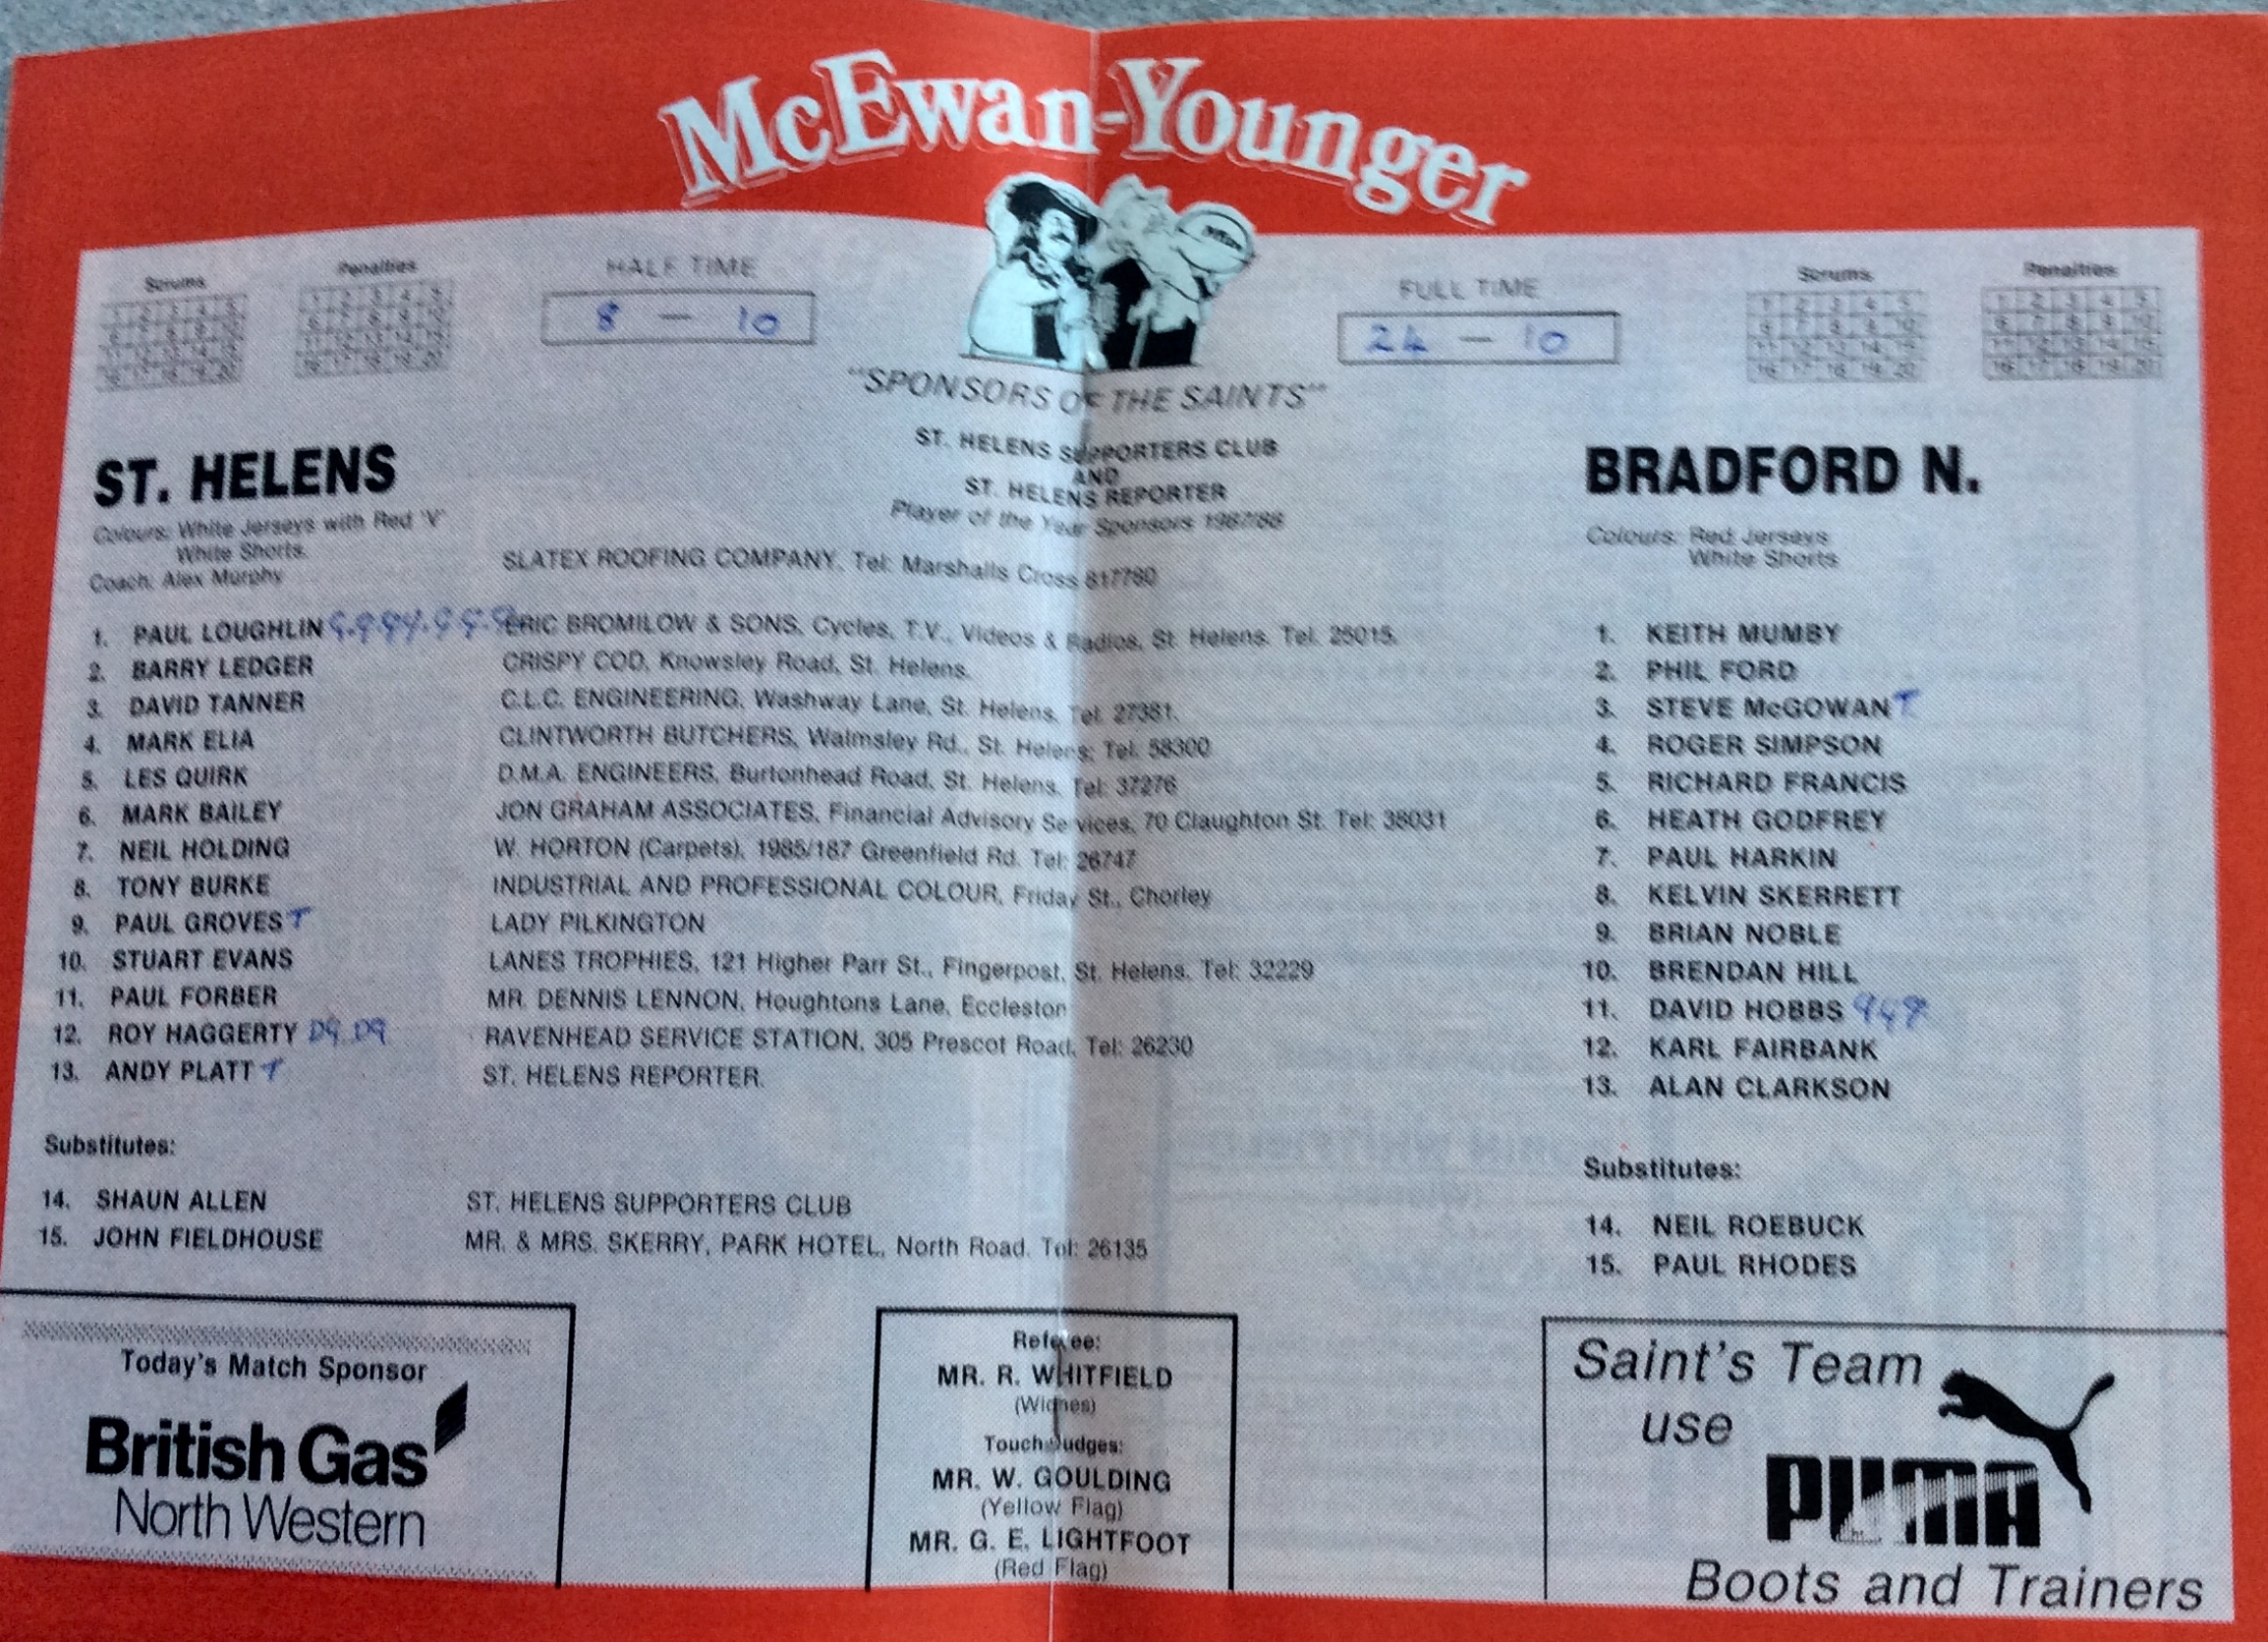 McEwan-Younger
Scrums
Penalties
HALF TIME
8 — 10
FULL TIME
24 — 10
Scrums
Penalties
"SPONSORS OF THE SAINTS"
ST. HELENS SUPPORTERS CLUB
AND
ST. HELENS REPORTER
Player of the Year Sponsors 1987/88
ST. HELENS
Colours: White Jerseys with Red 'V'
White Shorts.
Coach: Alex Murphy
SLATEX ROOFING COMPANY, Tel: Marshalls Cross 817780
1. PAUL LOUGHLIN ERIC BROMILOW & SONS, Cycles, T.V., Videos & Radios, St. Helens. Tel. 25015.
2. BARRY LEDGER CRISPY COD, Knowsley Road, St. Helens.
3. DAVID TANNER C.L.C. ENGINEERING, Washway Lane, St. Helens. Tel. 27381.
4. MARK ELIA CLINTWORTH BUTCHERS, Walmsley Rd., St. Helens; Tel: 58300
5. LES QUIRK D.M.A. ENGINEERS, Burtonhead Road, St. Helens. Tel: 37276
6. MARK BAILEY JON GRAHAM ASSOCIATES, Financial Advisory Services, 70 Claughton St. Tel: 38031
7. NEIL HOLDING W. HORTON (Carpets), 1985/187 Greenfield Rd. Tel: 26747
8. TONY BURKE INDUSTRIAL AND PROFESSIONAL COLOUR, Friday St., Chorley
9. PAUL GROVES T LADY PILKINGTON
10. STUART EVANS LANES TROPHIES, 121 Higher Parr St., Fingerpost, St. Helens. Tel: 32229
11. PAUL FORBER MR. DENNIS LENNON, Houghtons Lane, Eccleston
12. ROY HAGGERTY DG. DG RAVENHEAD SERVICE STATION, 305 Prescot Road, Tel: 26230
13. ANDY PLATT T ST. HELENS REPORTER.
Substitutes:
14. SHAUN ALLEN ST. HELENS SUPPORTERS CLUB
15. JOHN FIELDHOUSE MR. & MRS. SKERRY, PARK HOTEL, North Road. Tel: 26135
BRADFORD N.
Colours: Red Jerseys
White Shorts
1. KEITH MUMBY
2. PHIL FORD
3. STEVE McGOWAN T
4. ROGER SIMPSON
5. RICHARD FRANCIS
6. HEATH GODFREY
7. PAUL HARKIN
8. KELVIN SKERRETT
9. BRIAN NOBLE
10. BRENDAN HILL
11. DAVID HOBBS
12. KARL FAIRBANK
13. ALAN CLARKSON
Substitutes:
14. NEIL ROEBUCK
15. PAUL RHODES
Today's Match Sponsor
British Gas
North Western
Referee:
MR. R. WHITFIELD
(Widnes)
Touch Judges:
MR. W. GOULDING
(Yellow Flag)
MR. G. E. LIGHTFOOT
(Red Flag)
Saint's Team
use
PUMA
Boots and Trainers